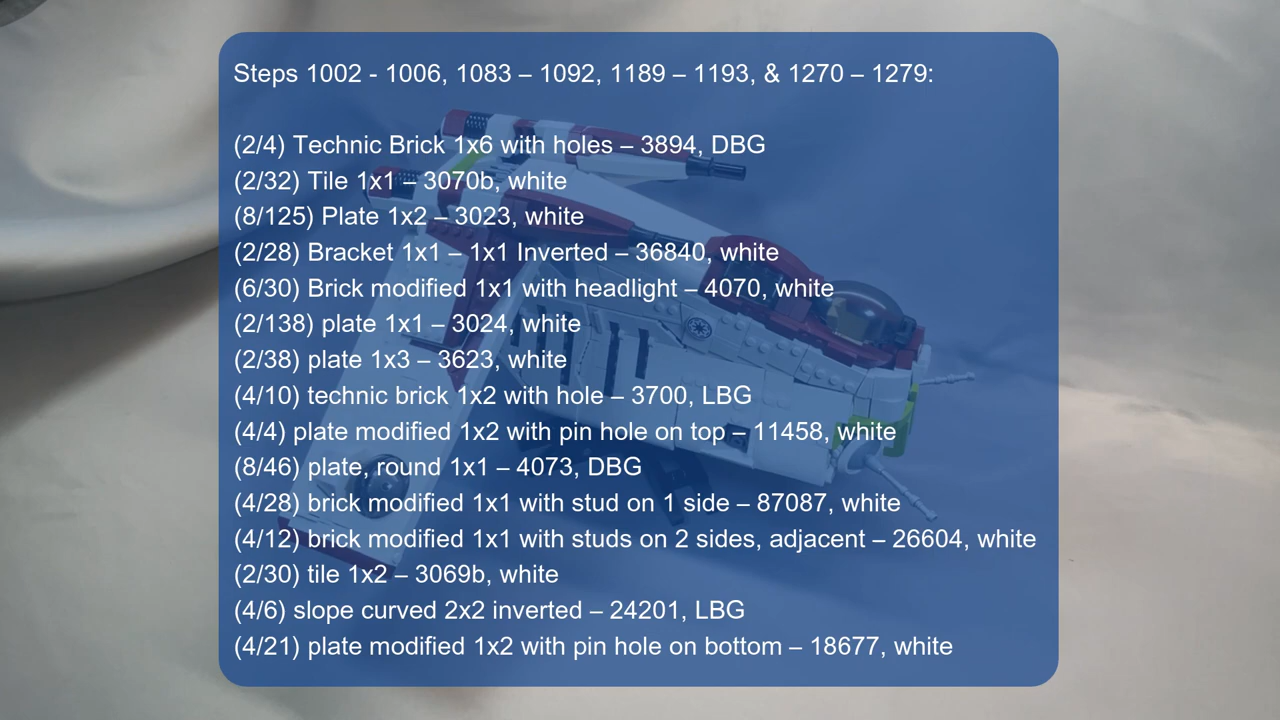 Steps 1002 - 1006, 1083 – 1092, 1189 – 1193, & 1270 – 1279:
(2/4) Technic Brick 1x6 with holes – 3894, DBG
(2/32) Tile 1x1 – 3070b, white
(8/125) Plate 1x2 – 3023, white
(2/28) Bracket 1x1 – 1x1 Inverted – 36840, white
(6/30) Brick modified 1x1 with headlight – 4070, white
(2/138) plate 1x1 – 3024, white
(2/38) plate 1x3 – 3623, white
(4/10) technic brick 1x2 with hole – 3700, LBG
(4/4) plate modified 1x2 with pin hole on top – 11458, white
(8/46) plate, round 1x1 – 4073, DBG
(4/28) brick modified 1x1 with stud on 1 side – 87087, white
(4/12) brick modified 1x1 with studs on 2 sides, adjacent – 26604, white
(2/30) tile 1x2 – 3069b, white
(4/6) slope curved 2x2 inverted – 24201, LBG
(4/21) plate modified 1x2 with pin hole on bottom – 18677, white